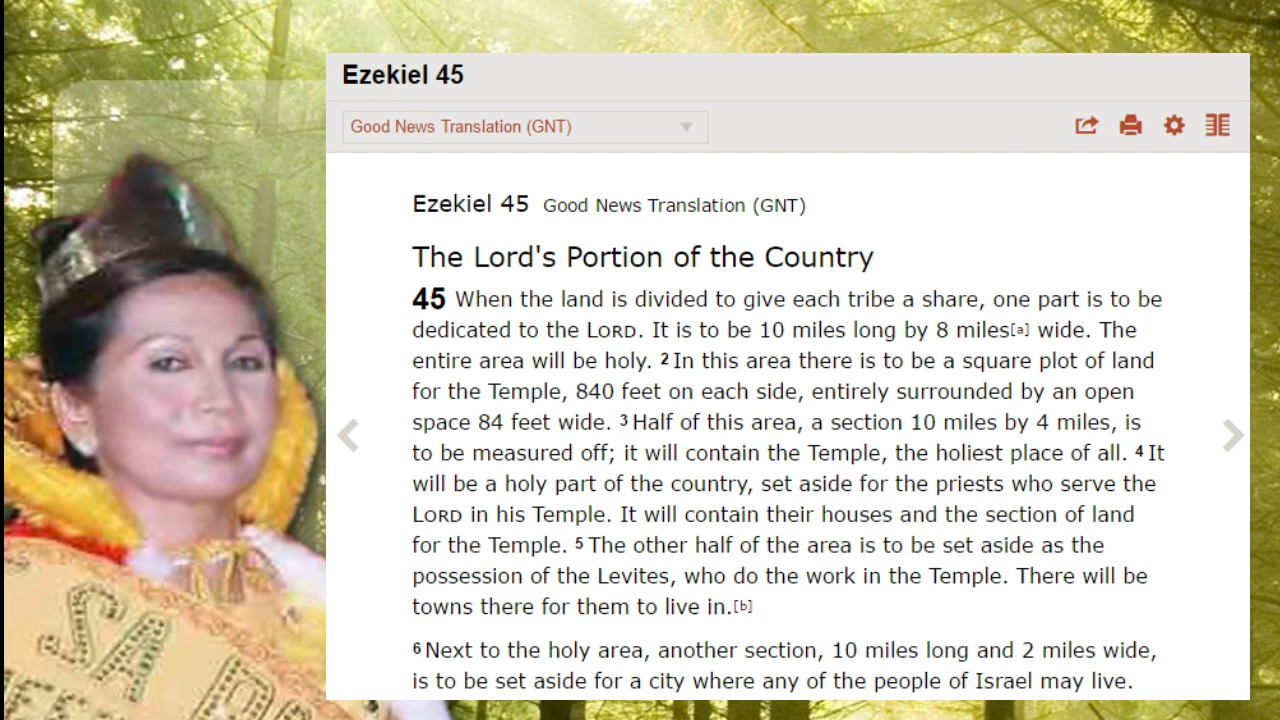 Ezekiel 45
Good News Translation (GNT)
Ezekiel 45 Good News Translation (GNT)
The Lord's Portion of the Country
45 When the land is divided to give each tribe a share, one part is to be
dedicated to the LORD. It is to be 10 miles long by 8 miles[a] wide. The
entire area will be holy. 2 In this area there is to be a square plot of land
for the Temple, 840 feet on each side, entirely surrounded by an open
space 84 feet wide. 3 Half of this area, a section 10 miles by 4 miles, is
to be measured off; it will contain the Temple, the holiest place of all. 4 It
will be a holy part of the country, set aside for the priests who serve the
LORD in his Temple. It will contain their houses and the section of land
for the Temple. 5 The other half of the area is to be set aside as the
possession of the Levites, who do the work in the Temple. There will be
towns there for them to live in.[b]
6 Next to the holy area, another section, 10 miles long and 2 miles wide,
is to be set aside for a city where any of the people of Israel may live.
SA